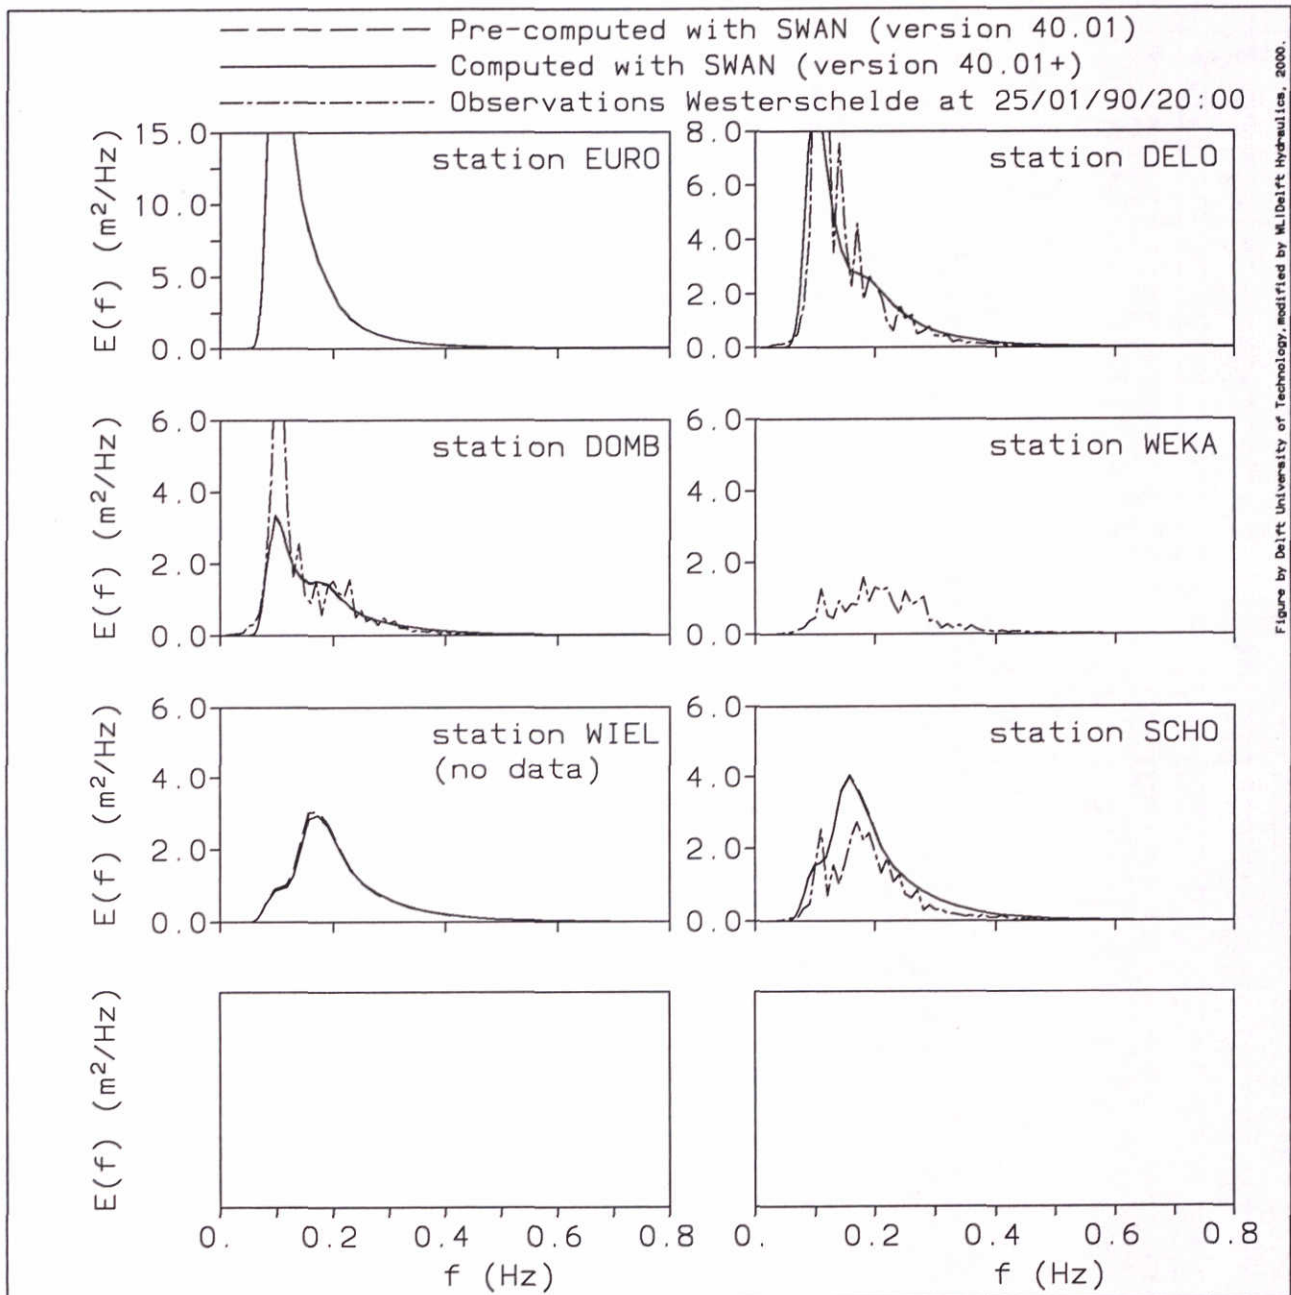 Pre-computed with SWAN (version 40.01)
Computed with SWAN (version 40.01+)
Observations Westerschelde at 25/01/90/20:00
E(f) (m²/Hz)
15.0
10.0
5.0
0.0
station EURO
8.0
6.0
4.0
2.0
0.0
station DELO
E(f) (m²/Hz)
6.0
4.0
2.0
0.0
station DOMB
6.0
4.0
2.0
0.0
station WEKA
E(f) (m²/Hz)
6.0
4.0
2.0
0.0
station WIEL
(no data)
6.0
4.0
2.0
0.0
station SCHO
E(f) (m²/Hz)
0. 0.2 0.4 0.6 0.8
f (Hz)
0. 0.2 0.4 0.6 0.8
f (Hz)
Figure by Delft University of Technology, modified by WL|Delft Hydraulics, 2000.